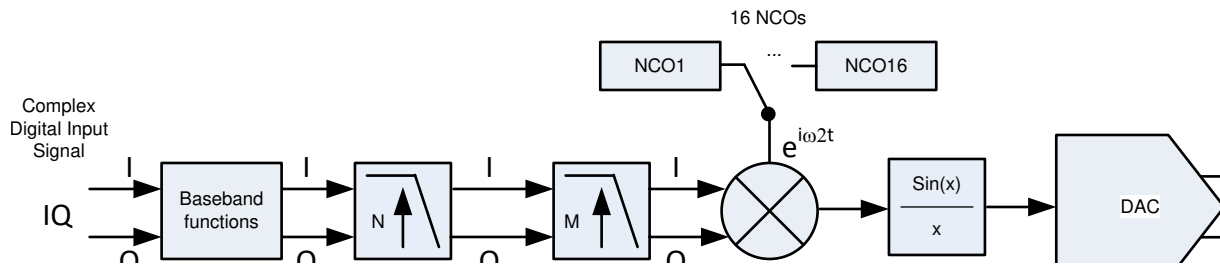 16 NCOs
NCO1
...
NCO16
Complex
Digital Input
Signal
e^iω2t
I
I
I
I
IQ
Baseband
functions
N
M
Sin(x)
x
DAC
Q
Q
Q
Q